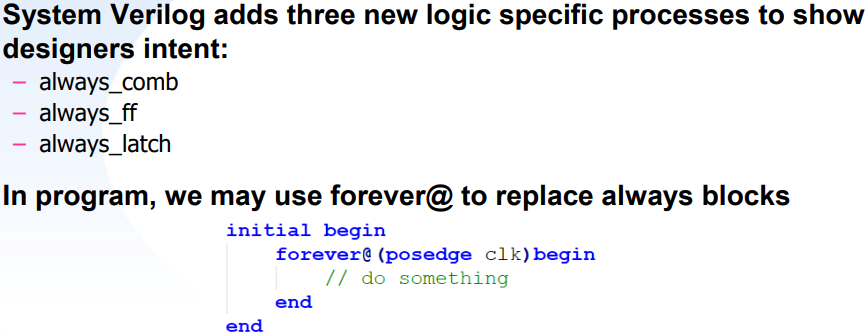 System Verilog adds three new logic specific processes to show
designers intent:
– always_comb
– always_ff
– always_latch
In program, we may use forever@ to replace always blocks
initial begin
forever@(posedge clk)begin
// do something
end
end